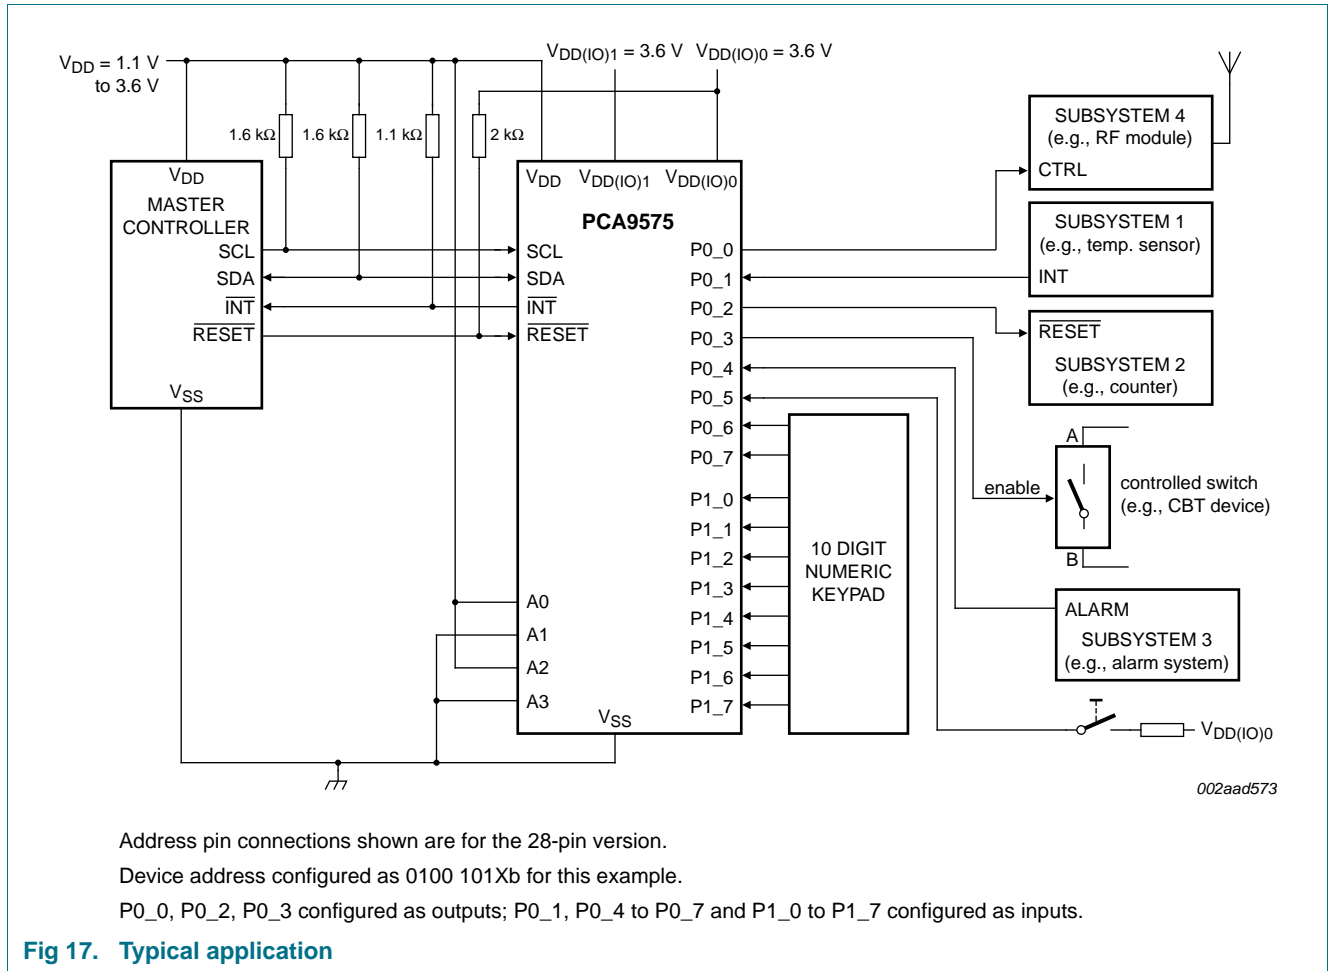 VDD = 1.1 V
to 3.6 V
VDD(IO)1 = 3.6 V
VDD(IO)0 = 3.6 V
1.6 kΩ
1.6 kΩ
1.1 kΩ
2 kΩ
VDD
MASTER
CONTROLLER
SCL
SDA
INT
RESET
VSS
VDD
VDD(IO)1
VDD(IO)0
PCA9575
SCL
SDA
INT
RESET
A0
A1
A2
A3
VSS
P0_0
P0_1
P0_2
P0_3
P0_4
P0_5
P0_6
P0_7
P1_0
P1_1
P1_2
P1_3
P1_4
P1_5
P1_6
P1_7
10 DIGIT
NUMERIC
KEYPAD
SUBSYSTEM 4
(e.g., RF module)
CTRL
SUBSYSTEM 1
(e.g., temp. sensor)
INT
RESET
SUBSYSTEM 2
(e.g., counter)
A
enable
controlled switch
(e.g., CBT device)
B
ALARM
SUBSYSTEM 3
(e.g., alarm system)
VDD(IO)0
002aad573
Address pin connections shown are for the 28-pin version.
Device address configured as 0100 101Xb for this example.
P0_0, P0_2, P0_3 configured as outputs; P0_1, P0_4 to P0_7 and P1_0 to P1_7 configured as inputs.
Fig 17. Typical application